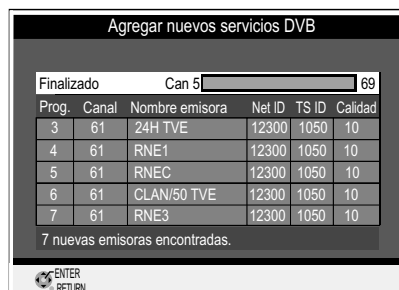 Agregar nuevos servicios DVB
Finalizado Can 5 69
Prog. Canal Nombre emisora Net ID TS ID Calidad
3 61 24H TVE 12300 1050 10
4 61 RNE1 12300 1050 10
5 61 RNEC 12300 1050 10
6 61 CLAN/50 TVE 12300 1050 10
7 61 RNE3 12300 1050 10
7 nuevas emisoras encontradas.
ENTER
RETURN